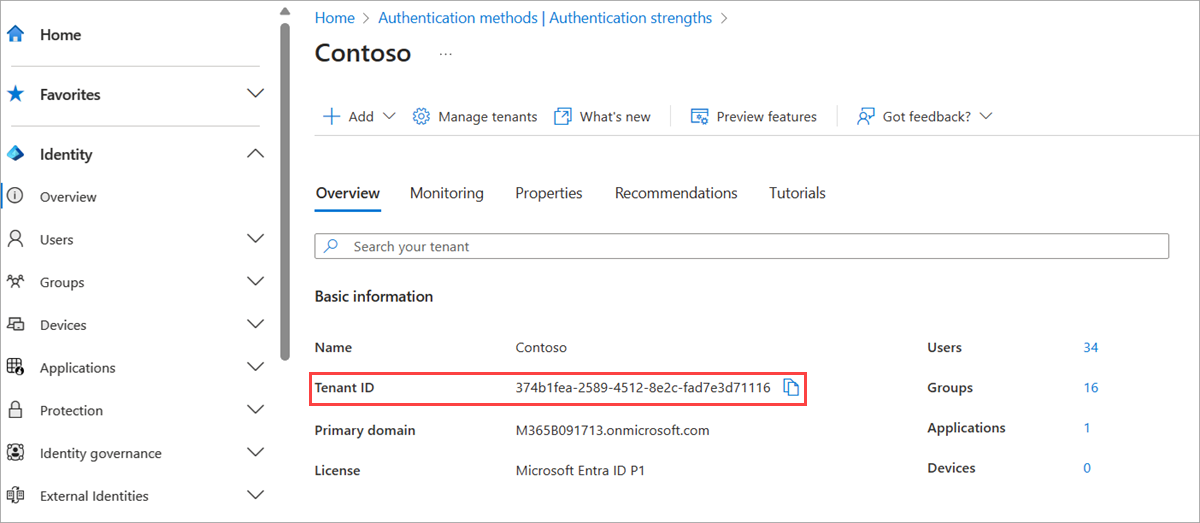 Home
Favorites
Identity
Overview
Users
Groups
Devices
Applications
Protection
Identity governance
External Identities
Home > Authentication methods | Authentication strengths >
Contoso ...
Add Manage tenants What's new Preview features Got feedback?
Overview Monitoring Properties Recommendations Tutorials
Search your tenant
Basic information
Name Contoso Users 34
Tenant ID 374b1fea-2589-4512-8e2c-fad7e3d71116 Groups 16
Primary domain M365B091713.onmicrosoft.com Applications 1
License Microsoft Entra ID P1 Devices 0